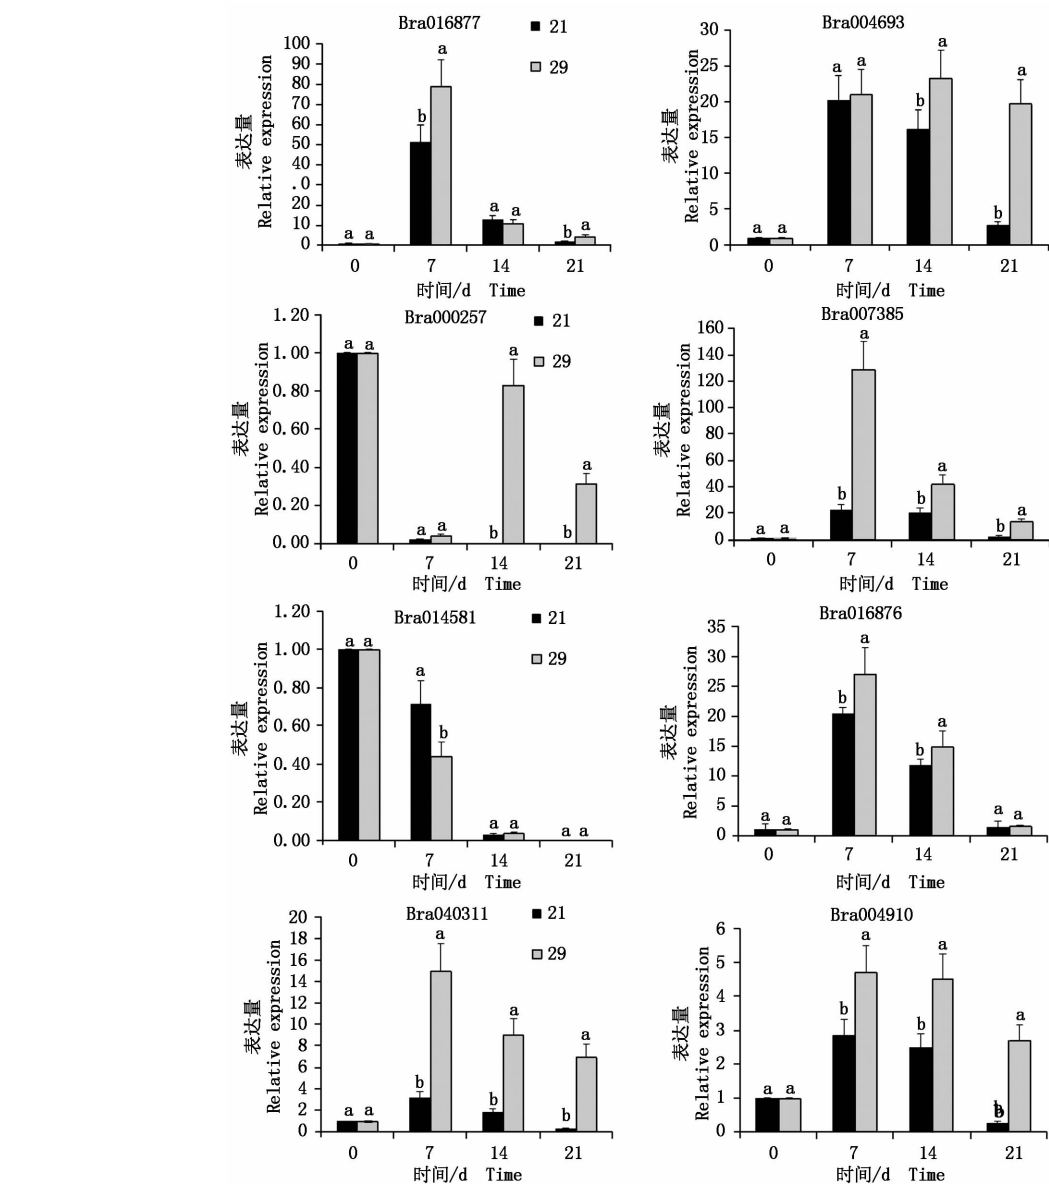 Bra016877
21
29
100
90
80
70
60
50
40
.0
20
10
0
表达量
Relative expression
b
a
a
a
a
a
b
a
0
7
14
21
时间/d Time
Bra004693
30
25
20
15
10
5
0
表达量
Relative expression
a
a
a
a
b
a
b
a
0
7
14
21
时间/d Time
Bra000257
21
29
1.20
1.00
0.80
0.60
0.40
0.20
0.00
表达量
Relative expression
a
a
a
a
b
a
b
a
0
7
14
21
时间/d Time
Bra007385
160
140
120
100
80
60
40
20
0
表达量
Relative expression
a
a
b
a
b
a
b
a
0
7
14
21
时间/d Time
Bra014581
21
29
1.20
1.00
0.80
0.60
0.40
0.20
0.00
表达量
Relative expression
a
a
a
b
a
a
a
a
0
7
14
21
时间/d Time
Bra016876
35
30
25
20
15
10
5
0
表达量
Relative expression
a
a
b
a
b
a
a
a
0
7
14
21
时间/d Time
Bra040311
21
29
20
18
16
14
12
10
8
6
4
2
0
表达量
Relative expression
a
a
b
a
b
a
b
a
0
7
14
21
时间/d Time
Bra004910
6
5
4
3
2
1
0
表达量
Relative expression
a
a
b
a
b
a
b
a
0
7
14
21
时间/d Time